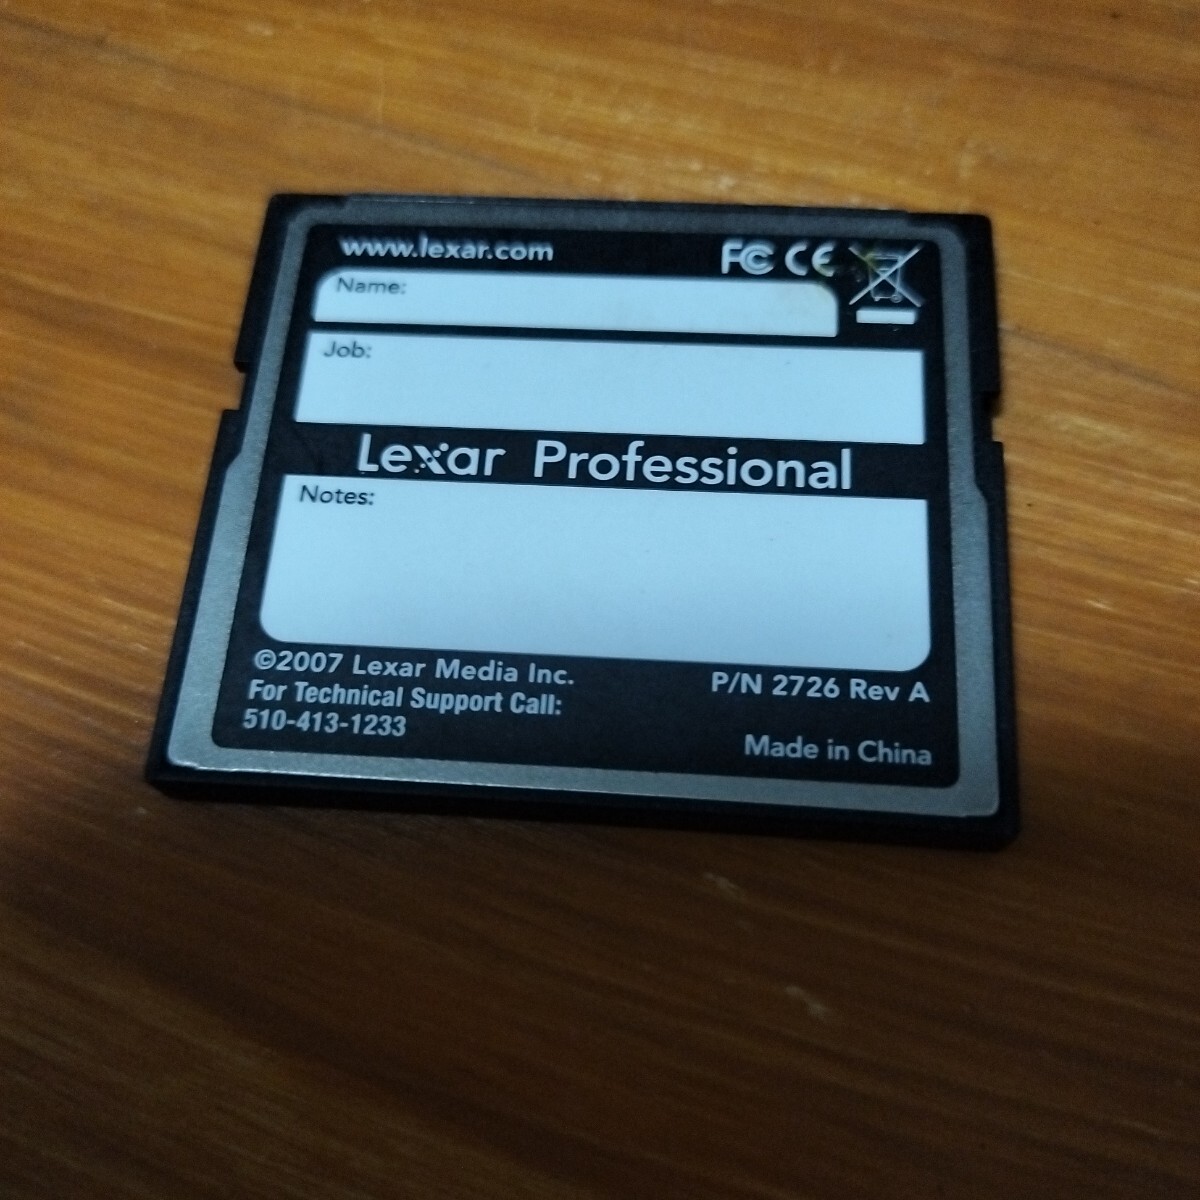 www.lexar.com FC CE
Name:
Job:
Lexar Professional
Notes:
©2007 Lexar Media Inc.
P/N 2726 Rev A
For Technical Support Call:
510-413-1233
Made in China